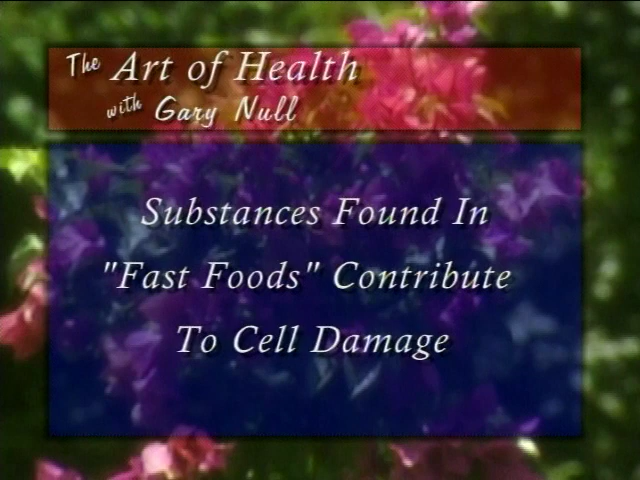 The Art of Health
with Gary Null
Substances Found In
"Fast Foods" Contribute
To Cell Damage